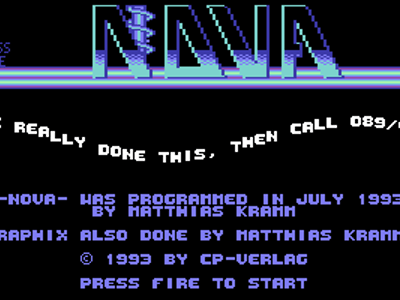 NOVA
REALLY DONE THIS, THEN CALL 089/
-NOVA- WAS PROGRAMMED IN JULY 1993
BY MATTHIAS KRAMM
RAPHIX ALSO DONE BY MATTHIAS KRAMM
© 1993 BY CP-VERLAG
PRESS FIRE TO START